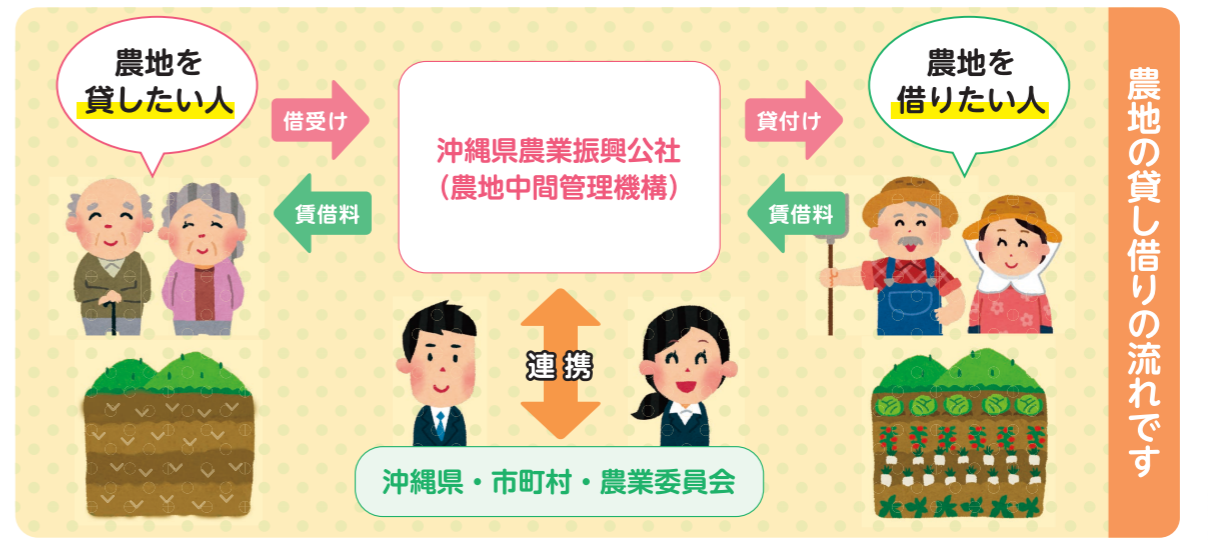 農地を
貸したい人
借受け
賃借料
沖縄県農業振興公社
（農地中間管理機構）
貸付け
賃借料
農地を
借りたい人
連携
沖縄県・市町村・農業委員会
農地の貸し借りの流れです